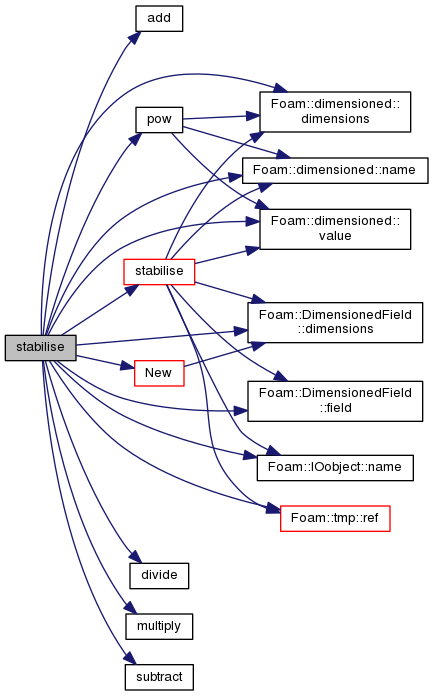 add
Foam::dimensioned::
dimensions
pow
Foam::dimensioned::name
Foam::dimensioned::
value
stabilise
Foam::DimensionedField
::dimensions
stabilise
New
Foam::DimensionedField
::field
Foam::IOobject::name
Foam::tmp::ref
divide
multiply
subtract